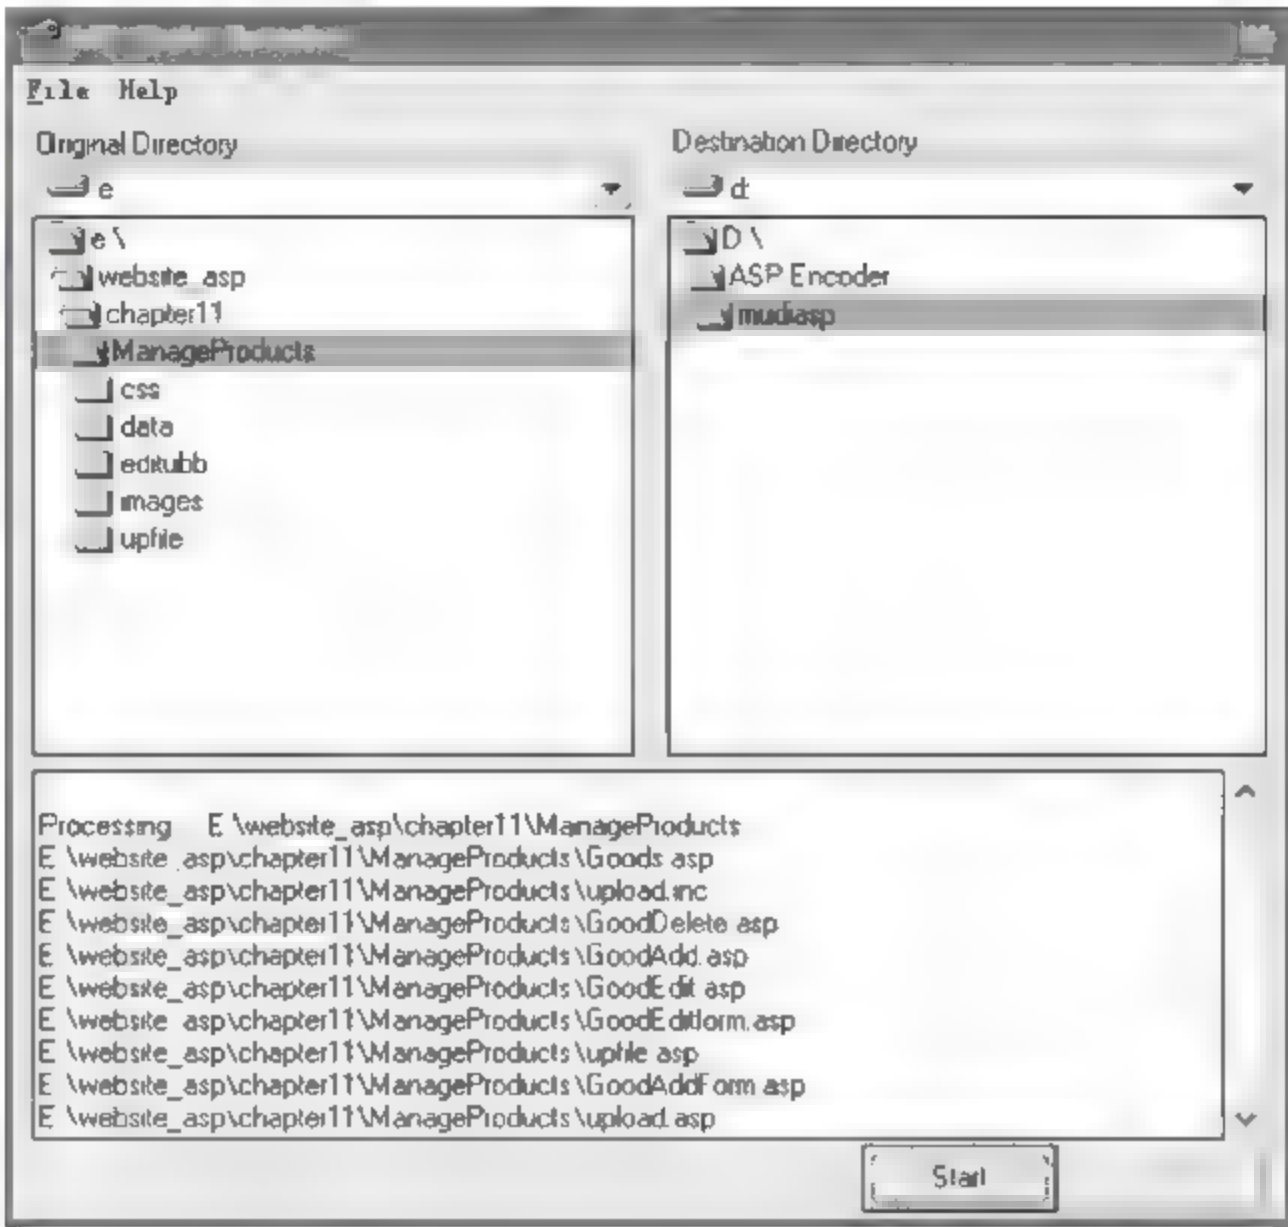 File Help
Original Directory
e
e \
website_asp
chapter11
ManageProducts
css
data
editubb
images
upfile
Destination Directory
d:
D \
ASP Encoder
mudiasp
Processing E \website_asp\chapter11\ManageProducts
E \website_asp\chapter11\ManageProducts\Goods asp
E \website_asp\chapter11\ManageProducts\upload.inc
E \website_asp\chapter11\ManageProducts\GoodDelete asp
E \website_asp\chapter11\ManageProducts\GoodAdd.asp
E \website_asp\chapter11\ManageProducts\GoodEdit asp
E \website_asp\chapter11\ManageProducts\GoodEditform.asp
E \website_asp\chapter11\ManageProducts\upfile asp
E \website_asp\chapter11\ManageProducts\GoodAddForm asp
E \website_asp\chapter11\ManageProducts\upload.asp
Start